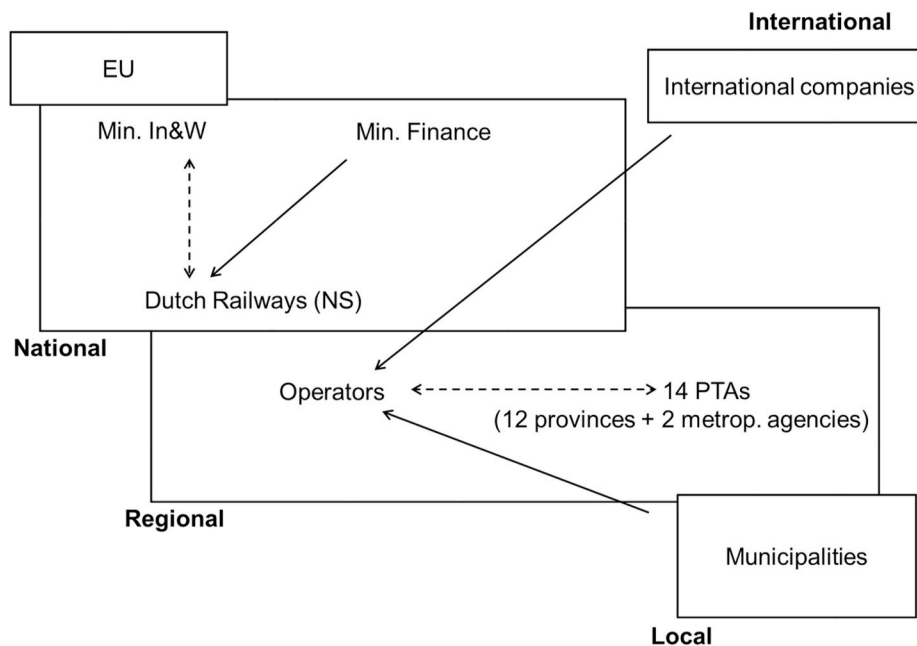 International
EU
International companies
Min. In&W
Min. Finance
Dutch Railways (NS)
National
Operators
14 PTAs
(12 provinces + 2 metrop. agencies)
Regional
Municipalities
Local